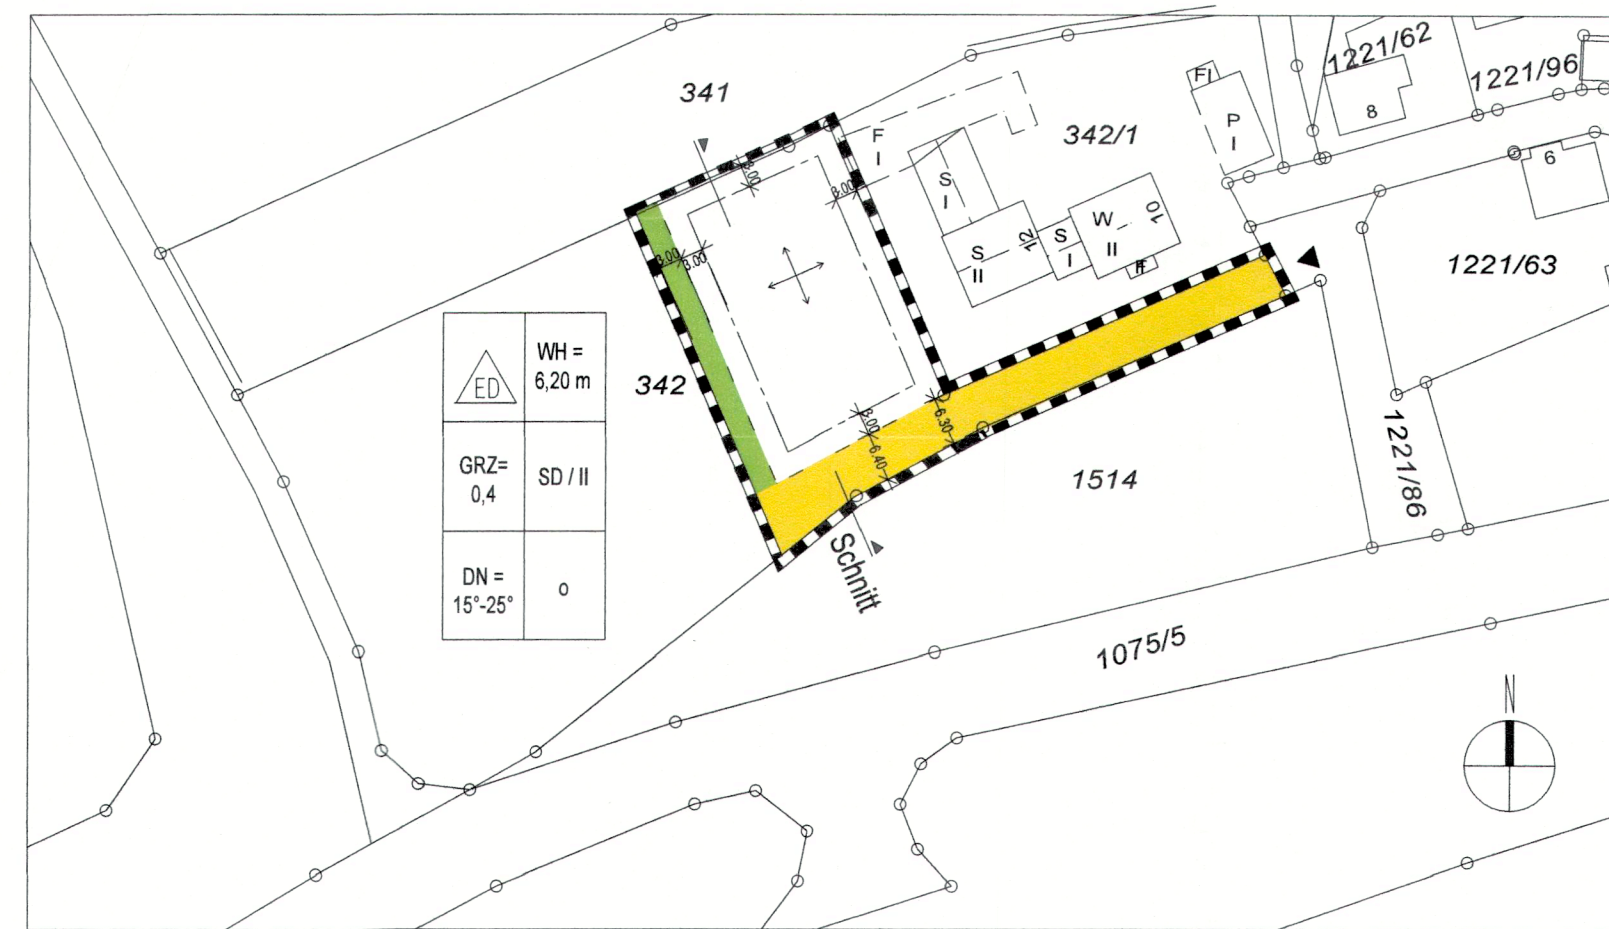 341
342/1
1221/62
1221/96
8
6
1221/63
F
I
S
I
S
II
12
S
I
W
II
10
FI
P
I
3.00
3.00
3.00
3.00
3.00
6.30
6.40
ED
WH =
6,20 m
GRZ=
0,4
SD / II
DN =
15°-25°
o
342
1514
1221/86
Schnitt
1075/5
N